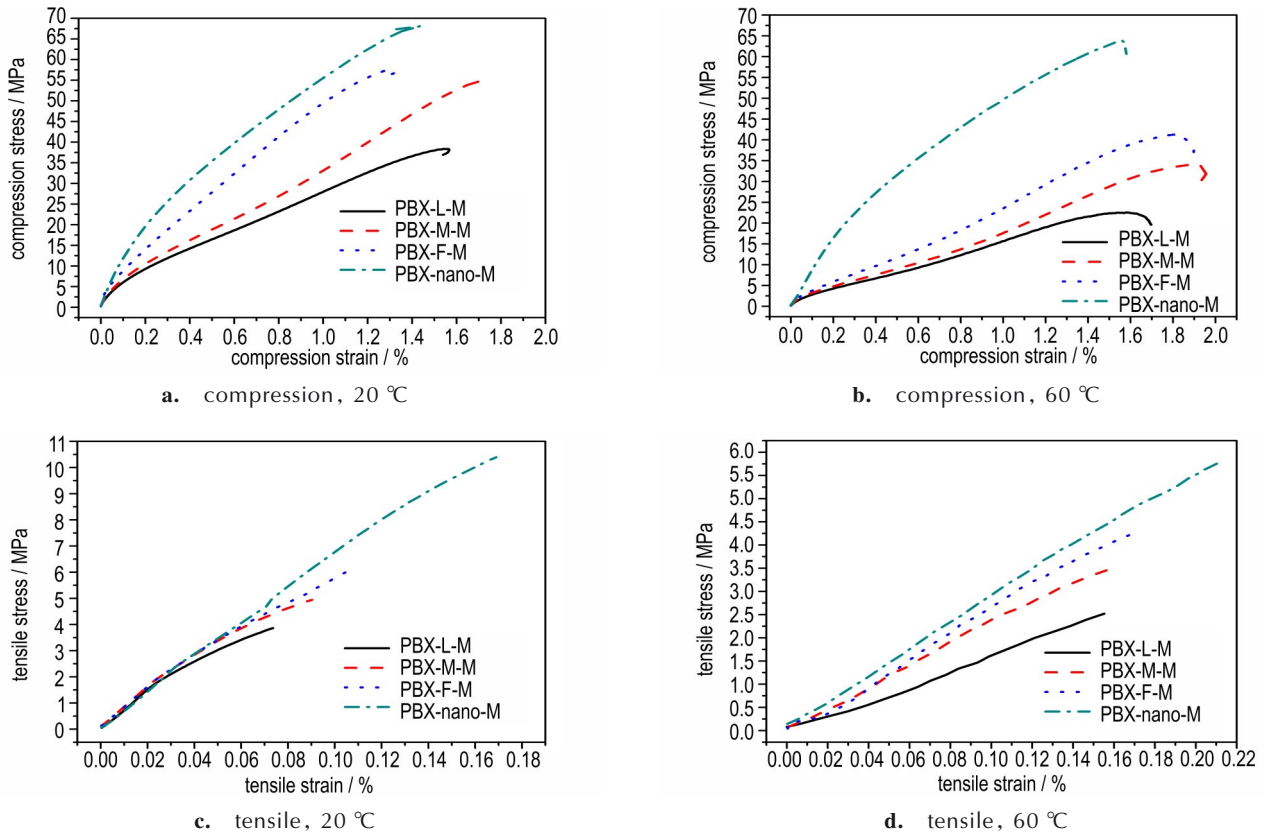 70
65
60
55
50
45
40
35
30
25
20
15
10
5
0
compression stress / MPa
PBX-L-M
PBX-M-M
PBX-F-M
PBX-nano-M
0.0 0.2 0.4 0.6 0.8 1.0 1.2 1.4 1.6 1.8 2.0
compression strain / %
a. compression, 20 ℃
70
65
60
55
50
45
40
35
30
25
20
15
10
5
0
compression stress / MPa
PBX-L-M
PBX-M-M
PBX-F-M
PBX-nano-M
0.0 0.2 0.4 0.6 0.8 1.0 1.2 1.4 1.6 1.8 2.0
compression strain / %
b. compression, 60 ℃
11
10
9
8
7
6
5
4
3
2
1
0
tensile stress / MPa
PBX-L-M
PBX-M-M
PBX-F-M
PBX-nano-M
0.00 0.02 0.04 0.06 0.08 0.10 0.12 0.14 0.16 0.18
tensile strain / %
c. tensile, 20 ℃
6.0
5.5
5.0
4.5
4.0
3.5
3.0
2.5
2.0
1.5
1.0
0.5
0.0
tensile stress / MPa
PBX-L-M
PBX-M-M
PBX-F-M
PBX-nano-M
0.00 0.02 0.04 0.06 0.08 0.10 0.12 0.14 0.16 0.18 0.20 0.22
tensile strain / %
d. tensile, 60 ℃